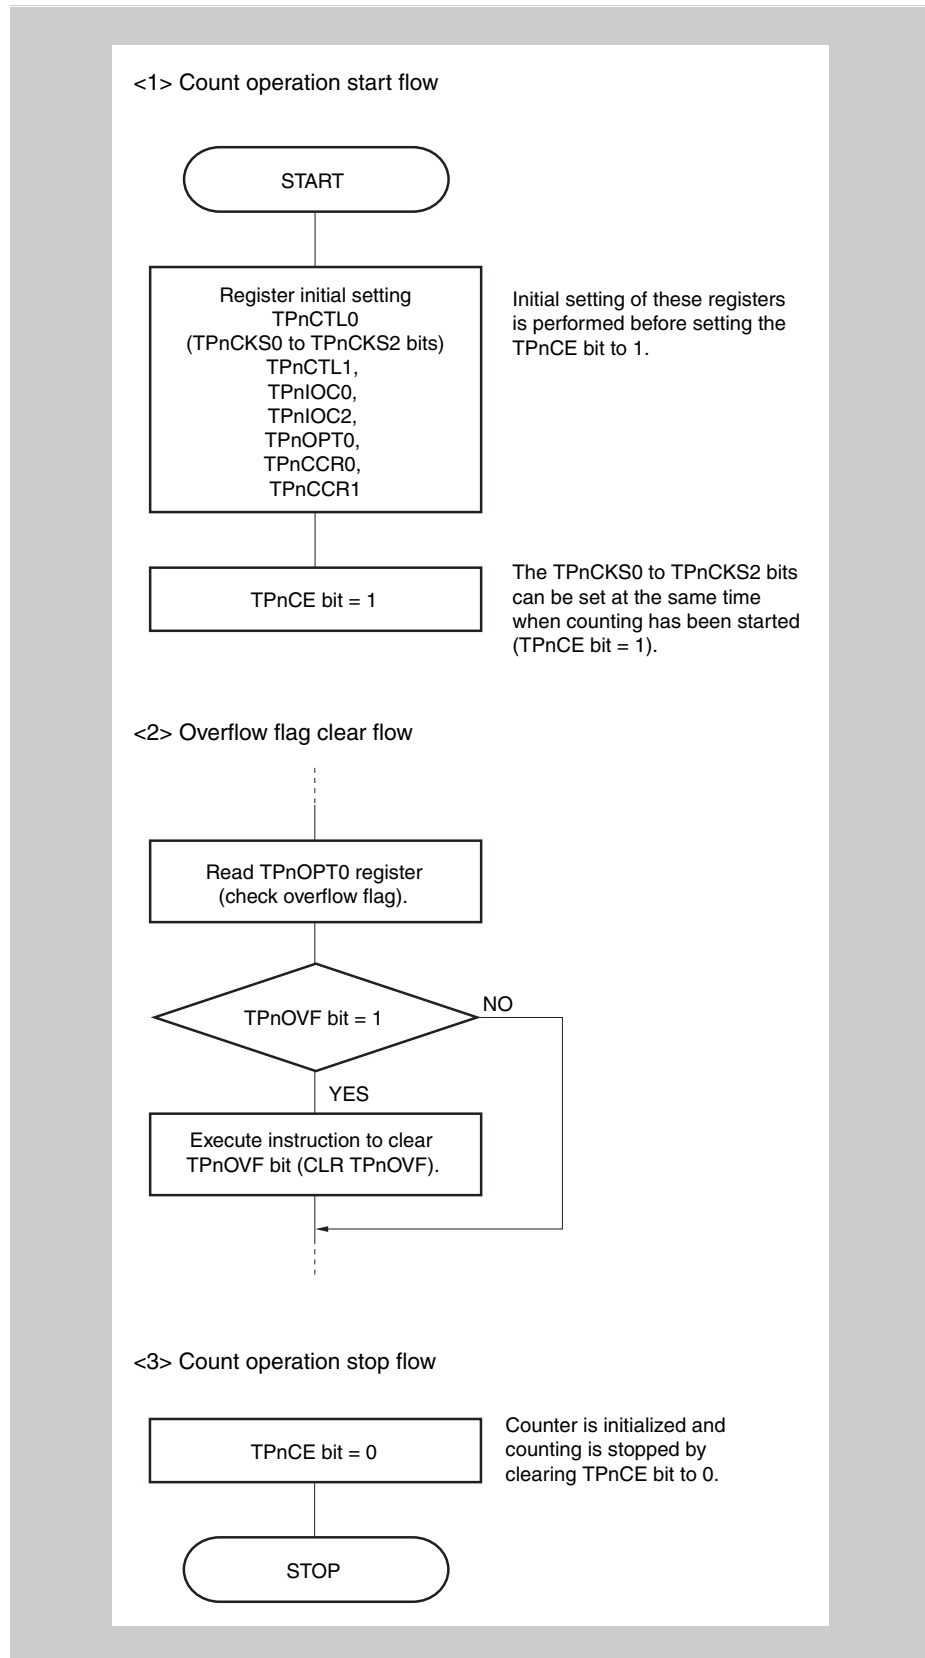 <1> Count operation start flow
START
Register initial setting
TPnCTL0
(TPnCKS0 to TPnCKS2 bits)
TPnCTL1,
TPnIOC0,
TPnIOC2,
TPnOPT0,
TPnCCR0,
TPnCCR1
Initial setting of these registers
is performed before setting the
TPnCE bit to 1.
TPnCE bit = 1
The TPnCKS0 to TPnCKS2 bits
can be set at the same time
when counting has been started
(TPnCE bit = 1).
<2> Overflow flag clear flow
Read TPnOPT0 register
(check overflow flag).
TPnOVF bit = 1
NO
YES
Execute instruction to clear
TPnOVF bit (CLR TPnOVF).
<3> Count operation stop flow
TPnCE bit = 0
Counter is initialized and
counting is stopped by
clearing TPnCE bit to 0.
STOP